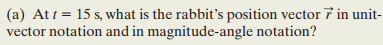 (a) At t = 15 s, what is the rabbit's position vector r⃗ in unit-
vector notation and in magnitude-angle notation?